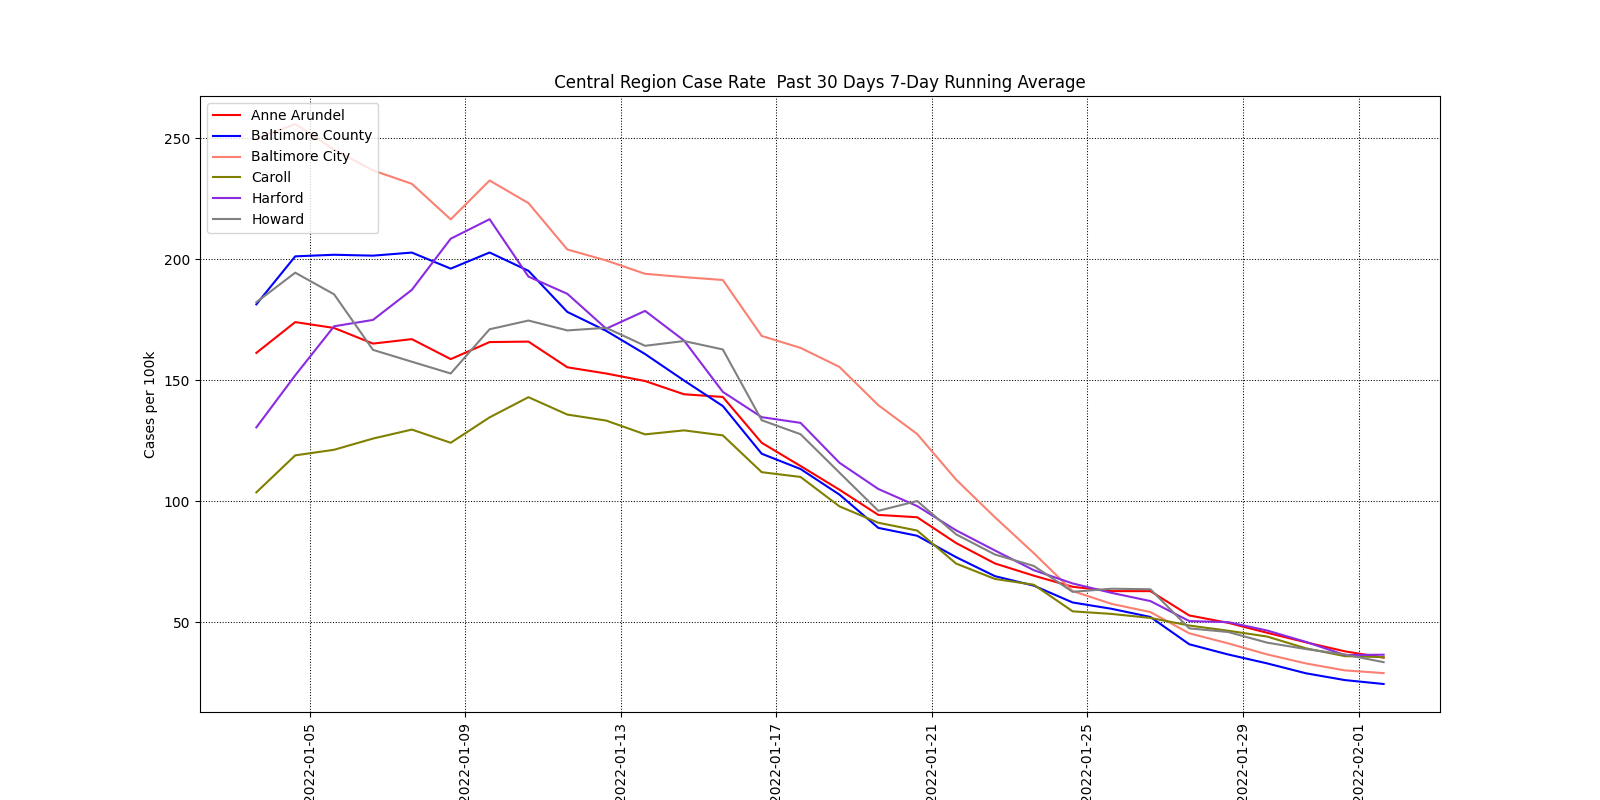 Central Region Case Rate  Past 30 Days 7-Day Running Average
Anne Arundel
Baltimore County
Baltimore City
Caroll
Harford
Howard
Cases per 100k
250
200
150
100
50
2022-01-05
2022-01-09
2022-01-13
2022-01-17
2022-01-21
2022-01-25
2022-01-29
2022-02-01